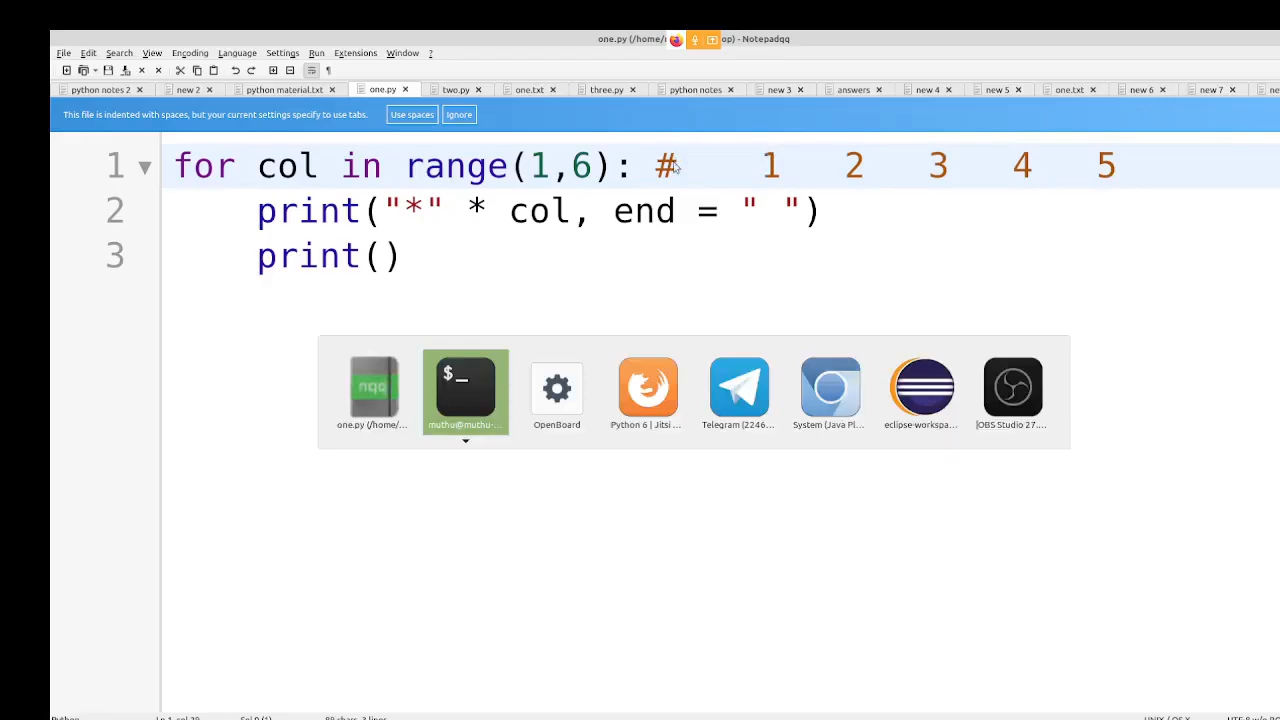 one.py (/home/r op) - Notepadqq
File Edit Search View Encoding Language Settings Run Extensions Window ?
python notes 2 new 2 python material.txt one.py two.py one.txt three.py python notes new 3 answers new 4 new 5 one.txt new 6 new 7
This file is indented with spaces, but your current settings specify to use tabs. Use spaces Ignore
1 for col in range(1,6): # 1 2 3 4 5
2 print("*" * col, end = " ")
3 print()
nqq
$_
one.py (/home/... muthu@muthu-... OpenBoard Python 6 | Jitsi ... Telegram (2246... System (Java Pl... eclipse-workspa... |OBS Studio 27....